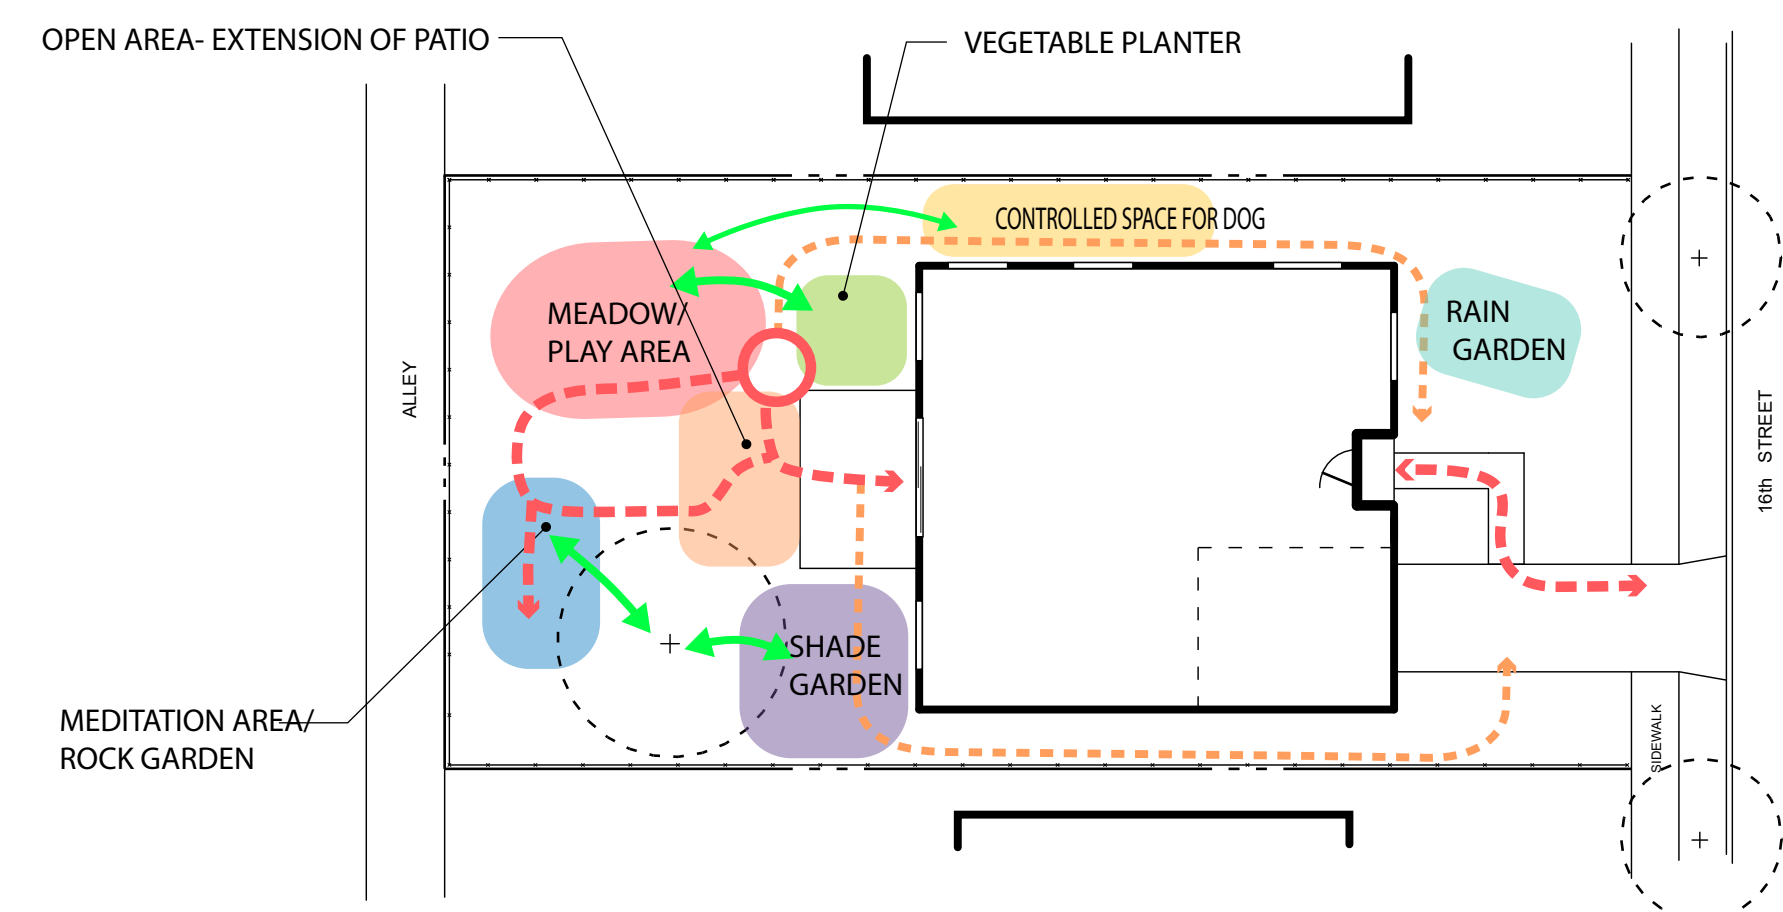 OPEN AREA- EXTENSION OF PATIO
VEGETABLE PLANTER
CONTROLLED SPACE FOR DOG
MEADOW/
PLAY AREA
RAIN
GARDEN
ALLEY
16th STREET
SHADE
GARDEN
MEDITATION AREA/
ROCK GARDEN
SIDEWALK